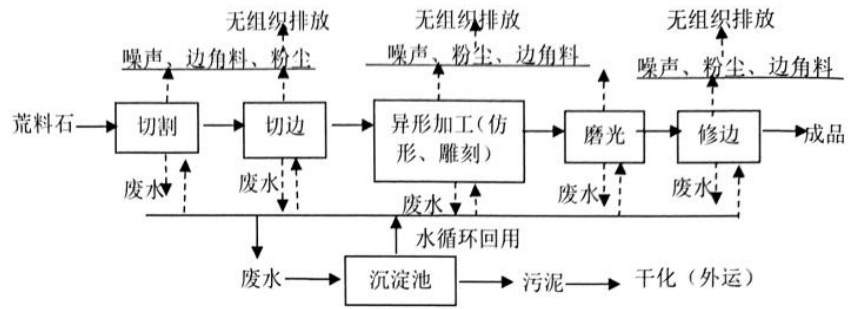 无组织排放
无组织排放
无组织排放
噪声、边角料、粉尘
噪声、粉尘、边角料
噪声、粉尘、边角料
荒料石
切割
切边
异形加工（仿
形、雕刻）
磨光
修边
成品
废水
废水
废水
废水
废水
水循环回用
废水
沉淀池
污泥
干化（外运）